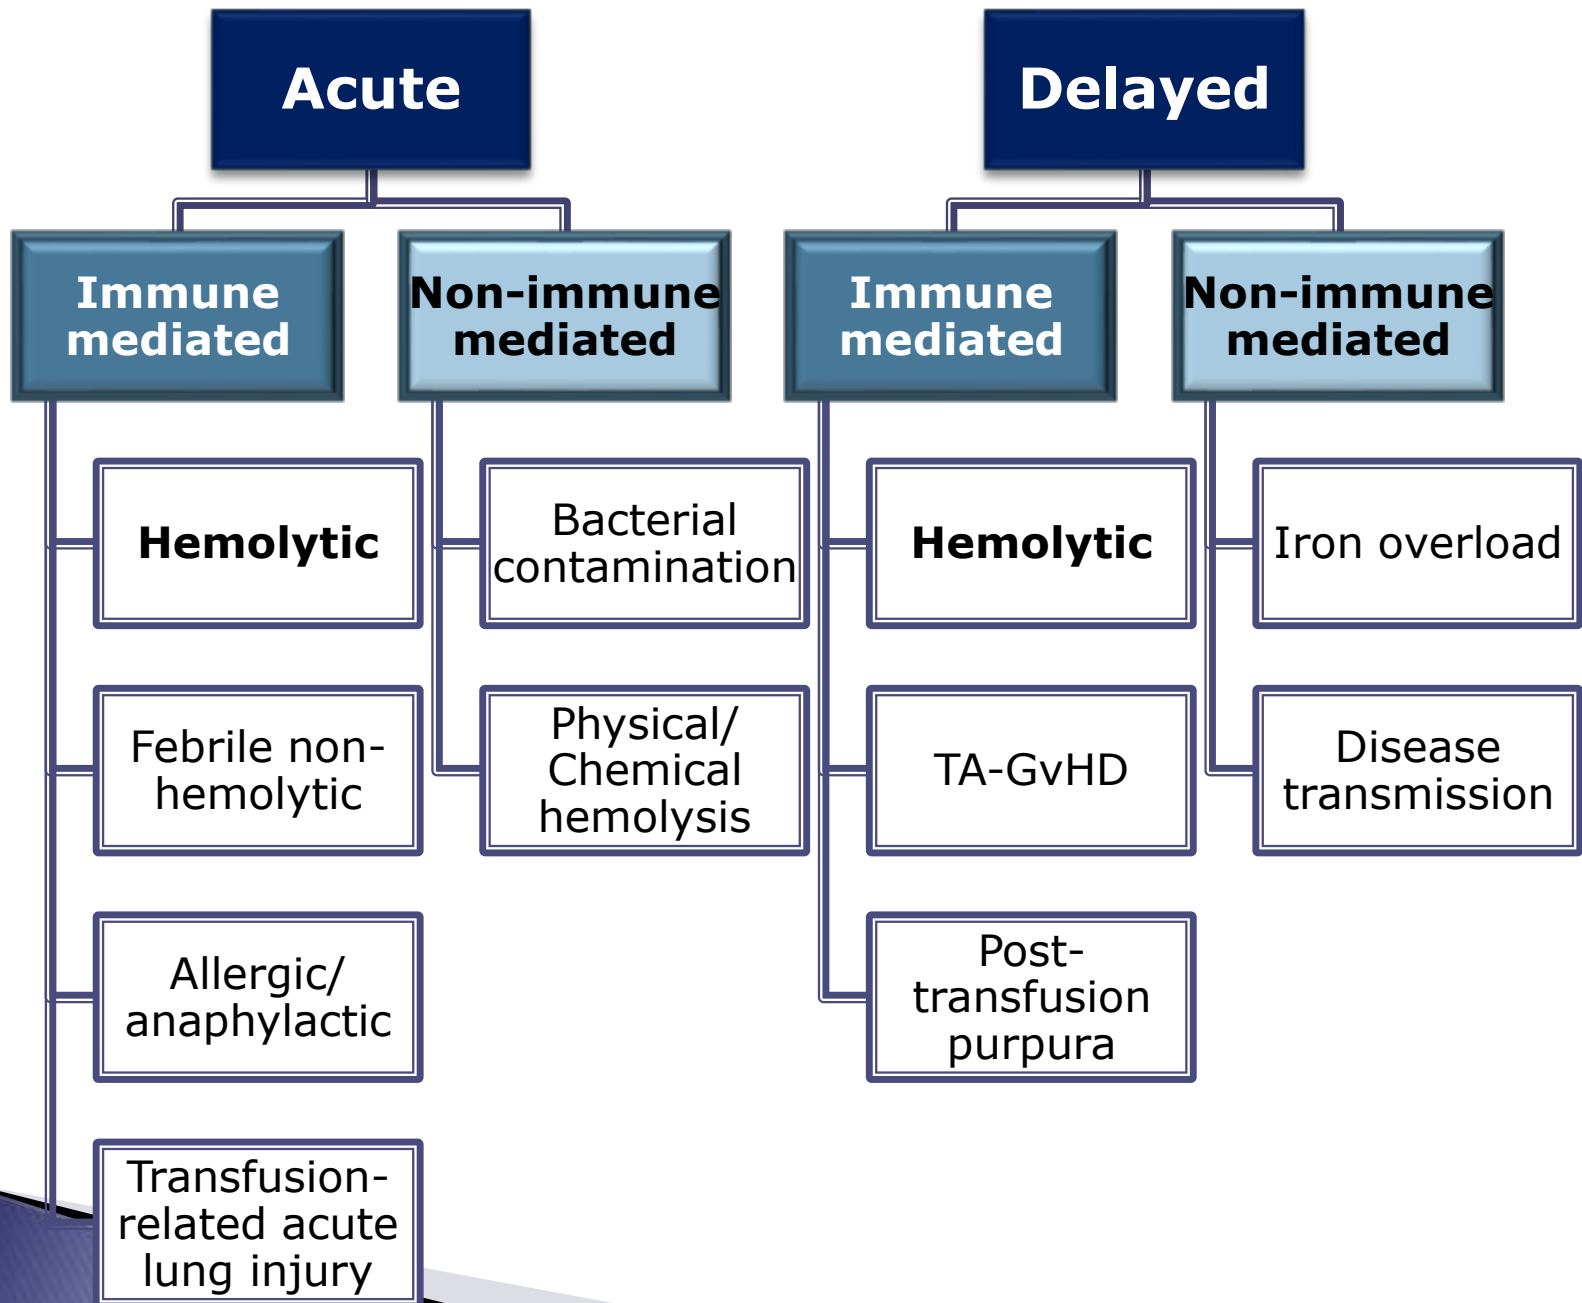 Acute
Delayed
Immune
mediated
Non-immune
mediated
Immune
mediated
Non-immune
mediated
Hemolytic
Bacterial
contamination
Hemolytic
Iron overload
Febrile non-
hemolytic
Physical/
Chemical
hemolysis
TA-GvHD
Disease
transmission
Allergic/
anaphylactic
Post-
transfusion
purpura
Transfusion-
related acute
lung injury